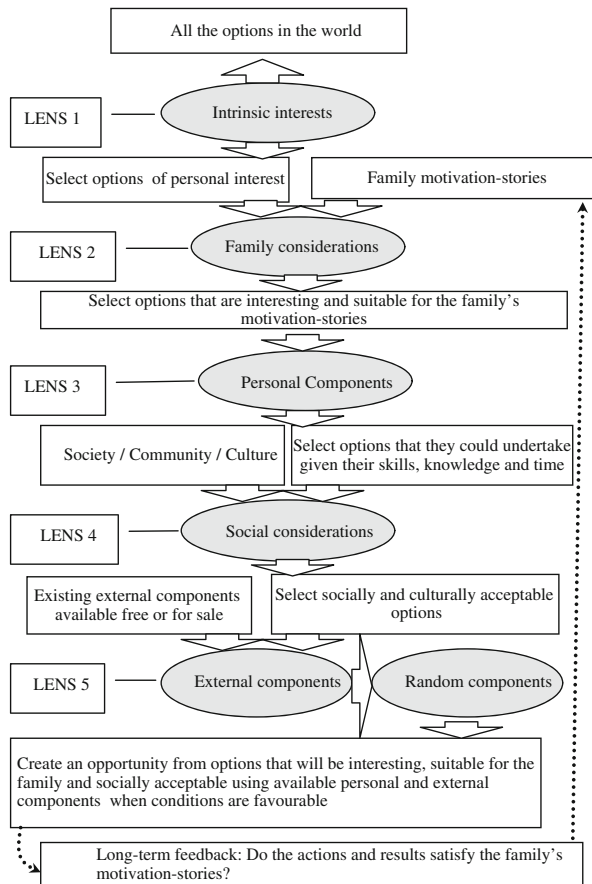 All the options in the world
LENS 1
Intrinsic interests
Select options of personal interest
Family motivation-stories
LENS 2
Family considerations
Select options that are interesting and suitable for the family's
motivation-stories
LENS 3
Personal Components
Society / Community / Culture
Select options that they could undertake
given their skills, knowledge and time
LENS 4
Social considerations
Existing external components
available free or for sale
Select socially and culturally acceptable
options
LENS 5
External components
Random components
Create an opportunity from options that will be interesting, suitable for the
family and socially acceptable using available personal and external
components when conditions are favourable
Long-term feedback: Do the actions and results satisfy the family's
motivation-stories?